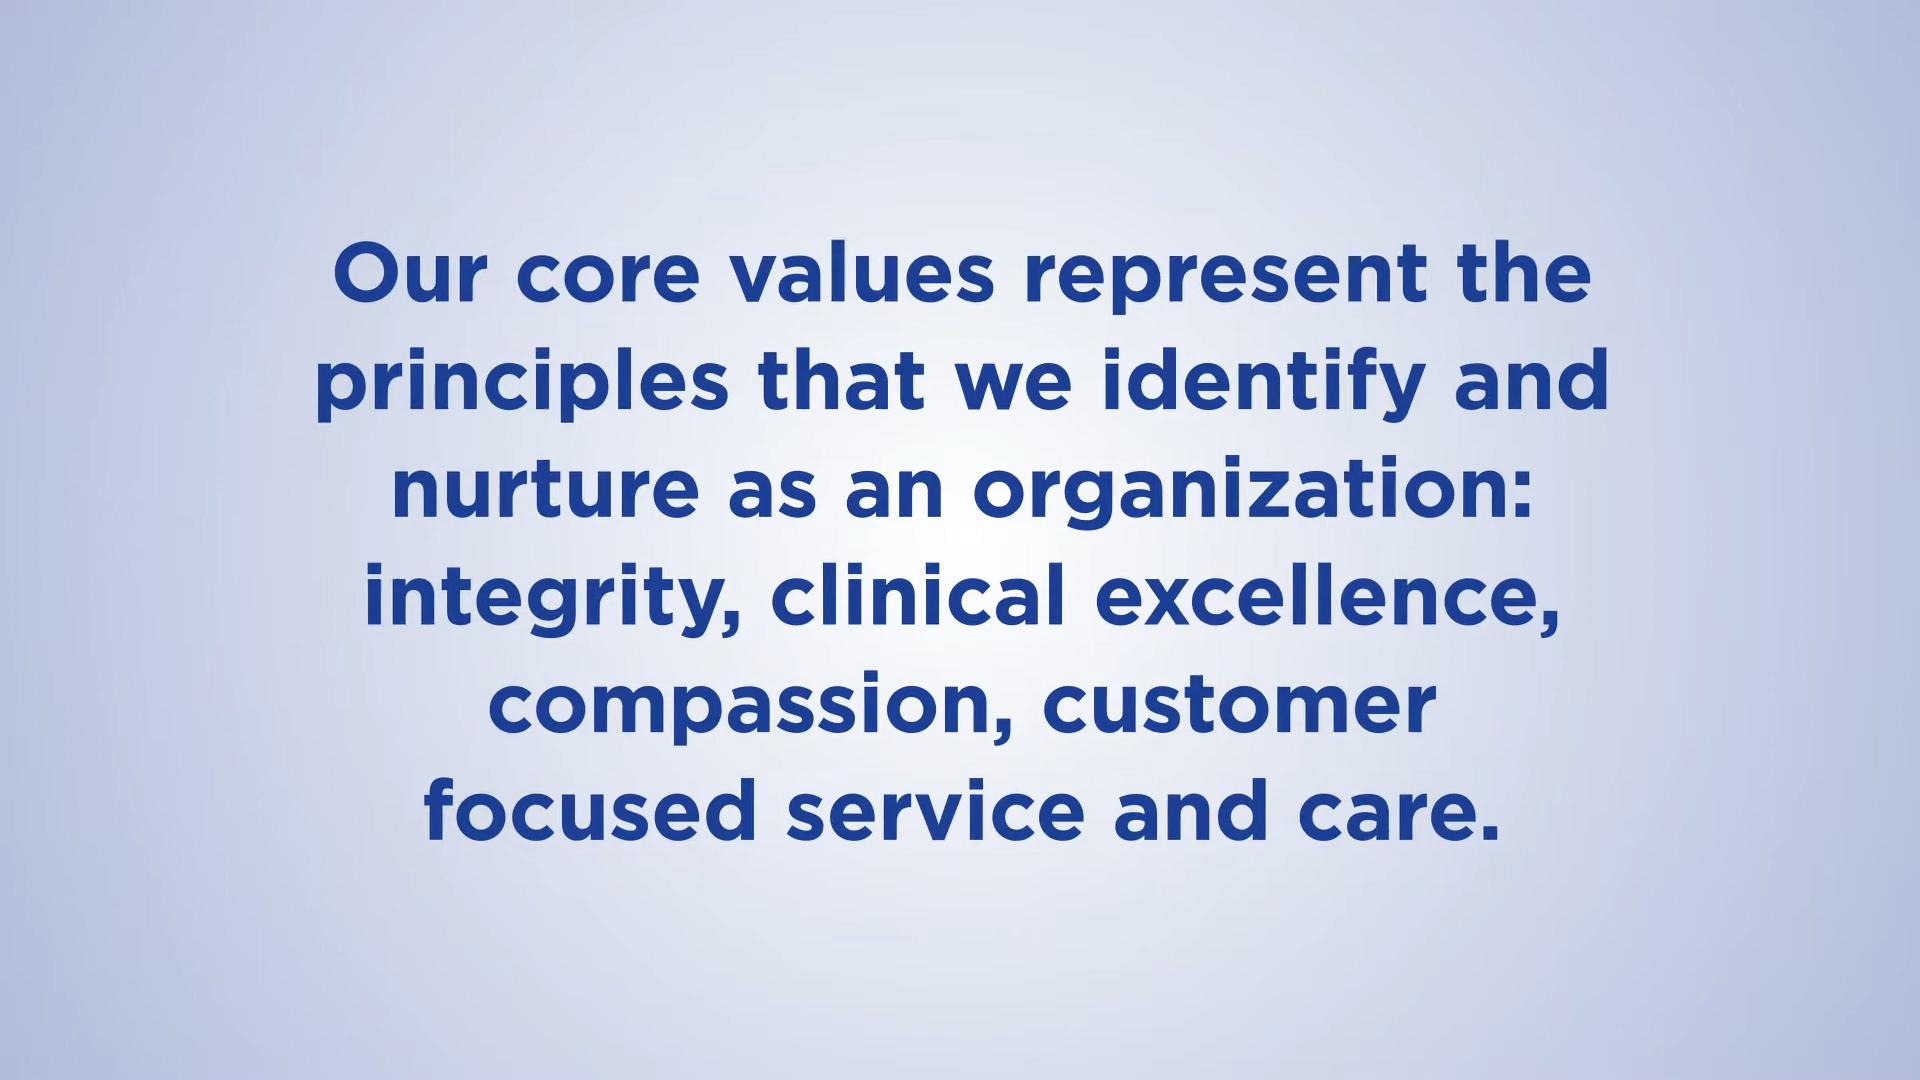 Our core values represent the
principles that we identify and
nurture as an organization:
integrity, clinical excellence,
compassion, customer
focused service and care.